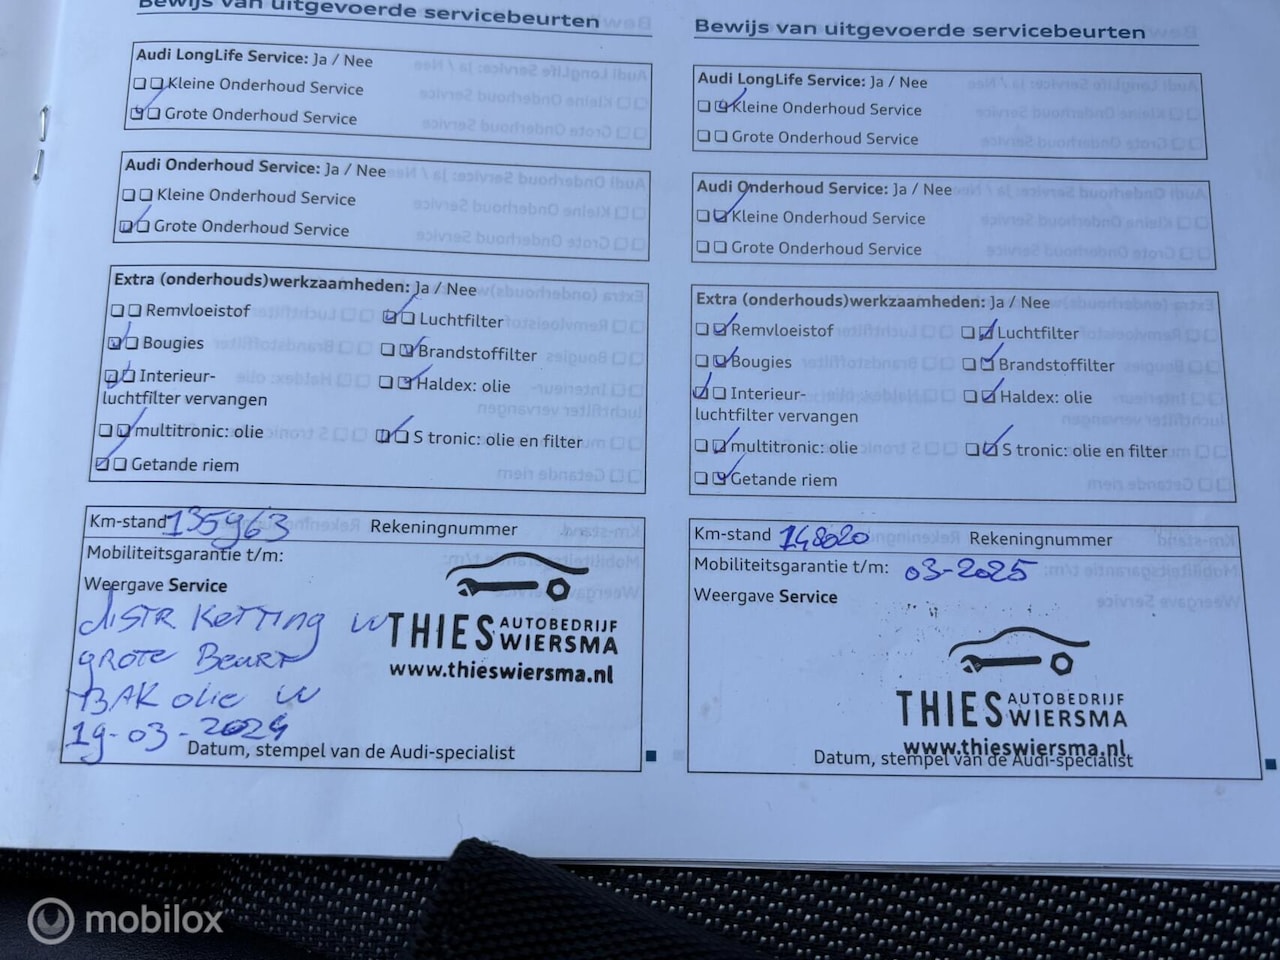 Bewijs van uitgevoerde servicebeurten
Audi LongLife Service: Ja / Nee
Kleine Onderhoud Service
Grote Onderhoud Service
Audi Onderhoud Service: Ja / Nee
Kleine Onderhoud Service
Grote Onderhoud Service
Extra (onderhouds)werkzaamheden: Ja / Nee
Remvloeistof
Luchtfilter
Bougies
Brandstoffilter
Interieur-
luchtfilter vervangen
Haldex: olie
multitronic: olie
S tronic: olie en filter
Getande riem
Km-stand 135963 Rekeningnummer
Mobiliteitsgarantie t/m:
Weergave Service
distr Ketting
grote Beurt
BAK olie
19-03-2024
THIES AUTOBEDRIJF WIERSMA
www.thieswiersma.nl
Datum, stempel van de Audi-specialist
Bewijs van uitgevoerde servicebeurten
Audi LongLife Service: Ja / Nee
Kleine Onderhoud Service
Grote Onderhoud Service
Audi Onderhoud Service: Ja / Nee
Kleine Onderhoud Service
Grote Onderhoud Service
Extra (onderhouds)werkzaamheden: Ja / Nee
Remvloeistof
Luchtfilter
Bougies
Brandstoffilter
Interieur-
luchtfilter vervangen
Haldex: olie
multitronic: olie
S tronic: olie en filter
Getande riem
Km-stand 148020 Rekeningnummer
Mobiliteitsgarantie t/m: 03-2025
Weergave Service
THIES AUTOBEDRIJF WIERSMA
www.thieswiersma.nl
Datum, stempel van de Audi-specialist
mobilox